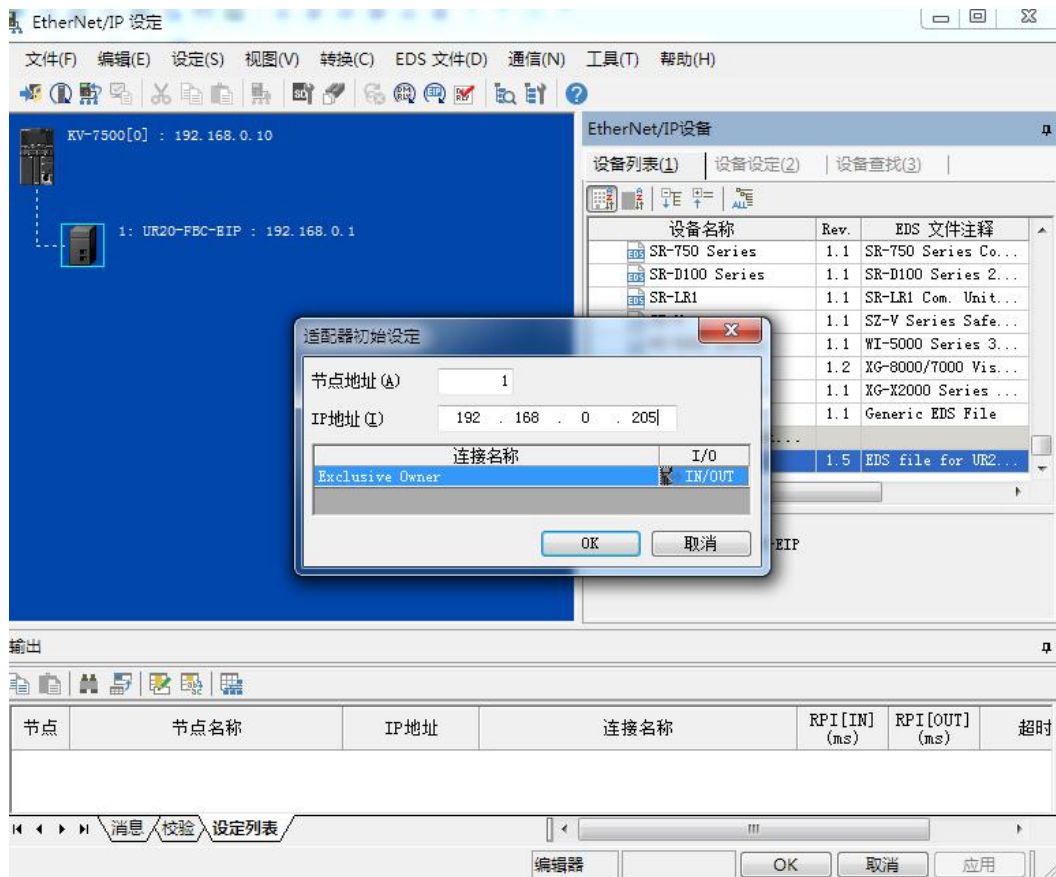 EtherNet/IP 设定
文件(F) 编辑(E) 设定(S) 视图(V) 转换(C) EDS 文件(D) 通信(N) 工具(T) 帮助(H)
KV-7500[0] : 192.168.0.10
1: UR20-FBC-EIP : 192.168.0.1
EtherNet/IP设备
设备列表(1) 设备设定(2) 设备查找(3)
设备名称 Rev. EDS 文件注释
SR-750 Series 1.1 SR-750 Series Co...
SR-D100 Series 1.1 SR-D100 Series 2...
SR-LR1 1.1 SR-LR1 Com. Unit...
1.1 SZ-V Series Safe...
1.1 WI-5000 Series 3...
1.2 XG-8000/7000 Vis...
1.1 XG-X2000 Series ...
1.1 Generic EDS File
1.5 EDS file for UR2...
-EIP
适配器初始设定
节点地址(A) 1
IP地址(I) 192 . 168 . 0 . 205
连接名称 I/O
Exclusive Owner IN/OUT
OK 取消
输出
节点 节点名称 IP地址 连接名称 RPI[IN] (ms) RPI[OUT] (ms) 超时
消息 校验 设定列表
编辑器 OK 取消 应用